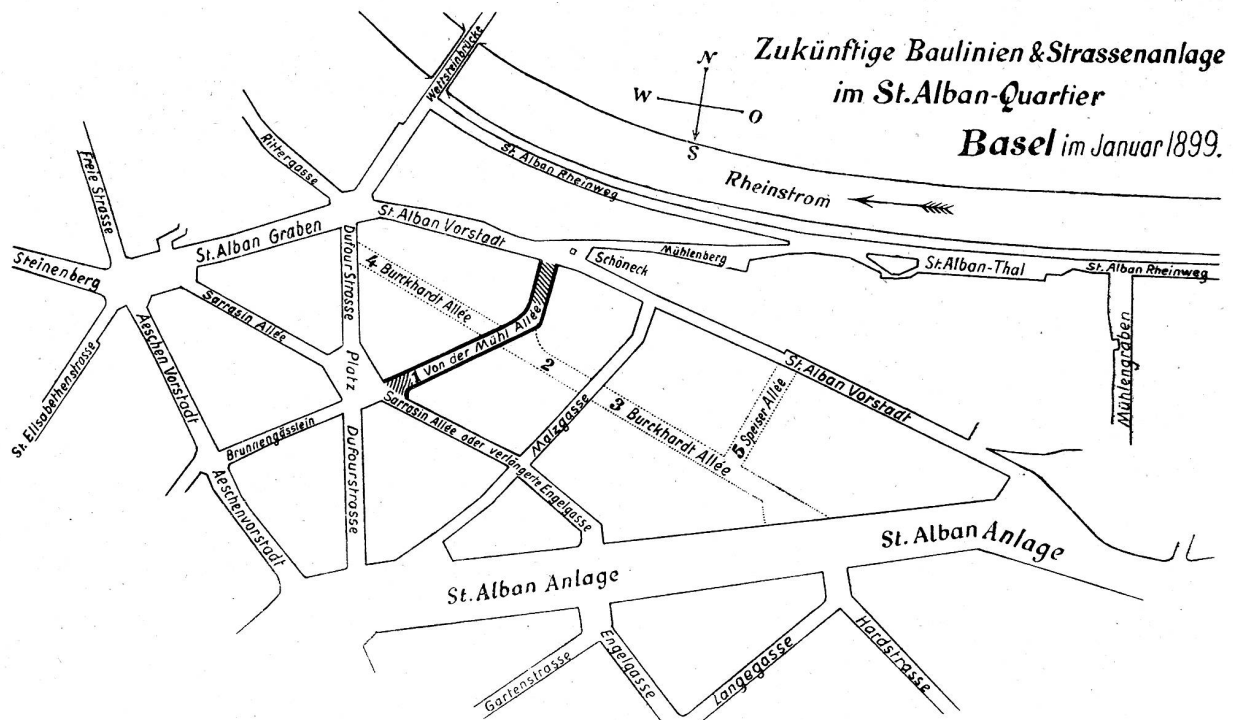 Zukünftige Baulinien & Strassenanlage
im St. Alban-Quartier
Basel im Januar 1899.
N
W
O
S
Wettsteinbrücke
Rittergasse
Freie Strasse
St. Alban Rheinweg
Rheinstrom
St. Alban Graben
St. Alban Vorstadt
Steinenberg
Dufour Strasse
4 Burckhardt Allée
a
Schöneck
Mühlenberg
St. Alban-Thal
St. Alban Rheinweg
Sarrasin Allée
Aeschen Vorstadt
St. Elisabethenstrasse
Platz
1 Von der Mühl Allée
2
3 Burckhardt Allée
5 Speiser Allée
St. Alban Vorstadt
Mühlengraben
Malzgasse
Sarrasin Allée oder verlängerte Engelgasse
Brunnengässlein
Dufourstrasse
Aeschenvorstadt
St. Alban Anlage
St. Alban Anlage
Gartenstrasse
Engelgasse
Langegasse
Hardstrasse